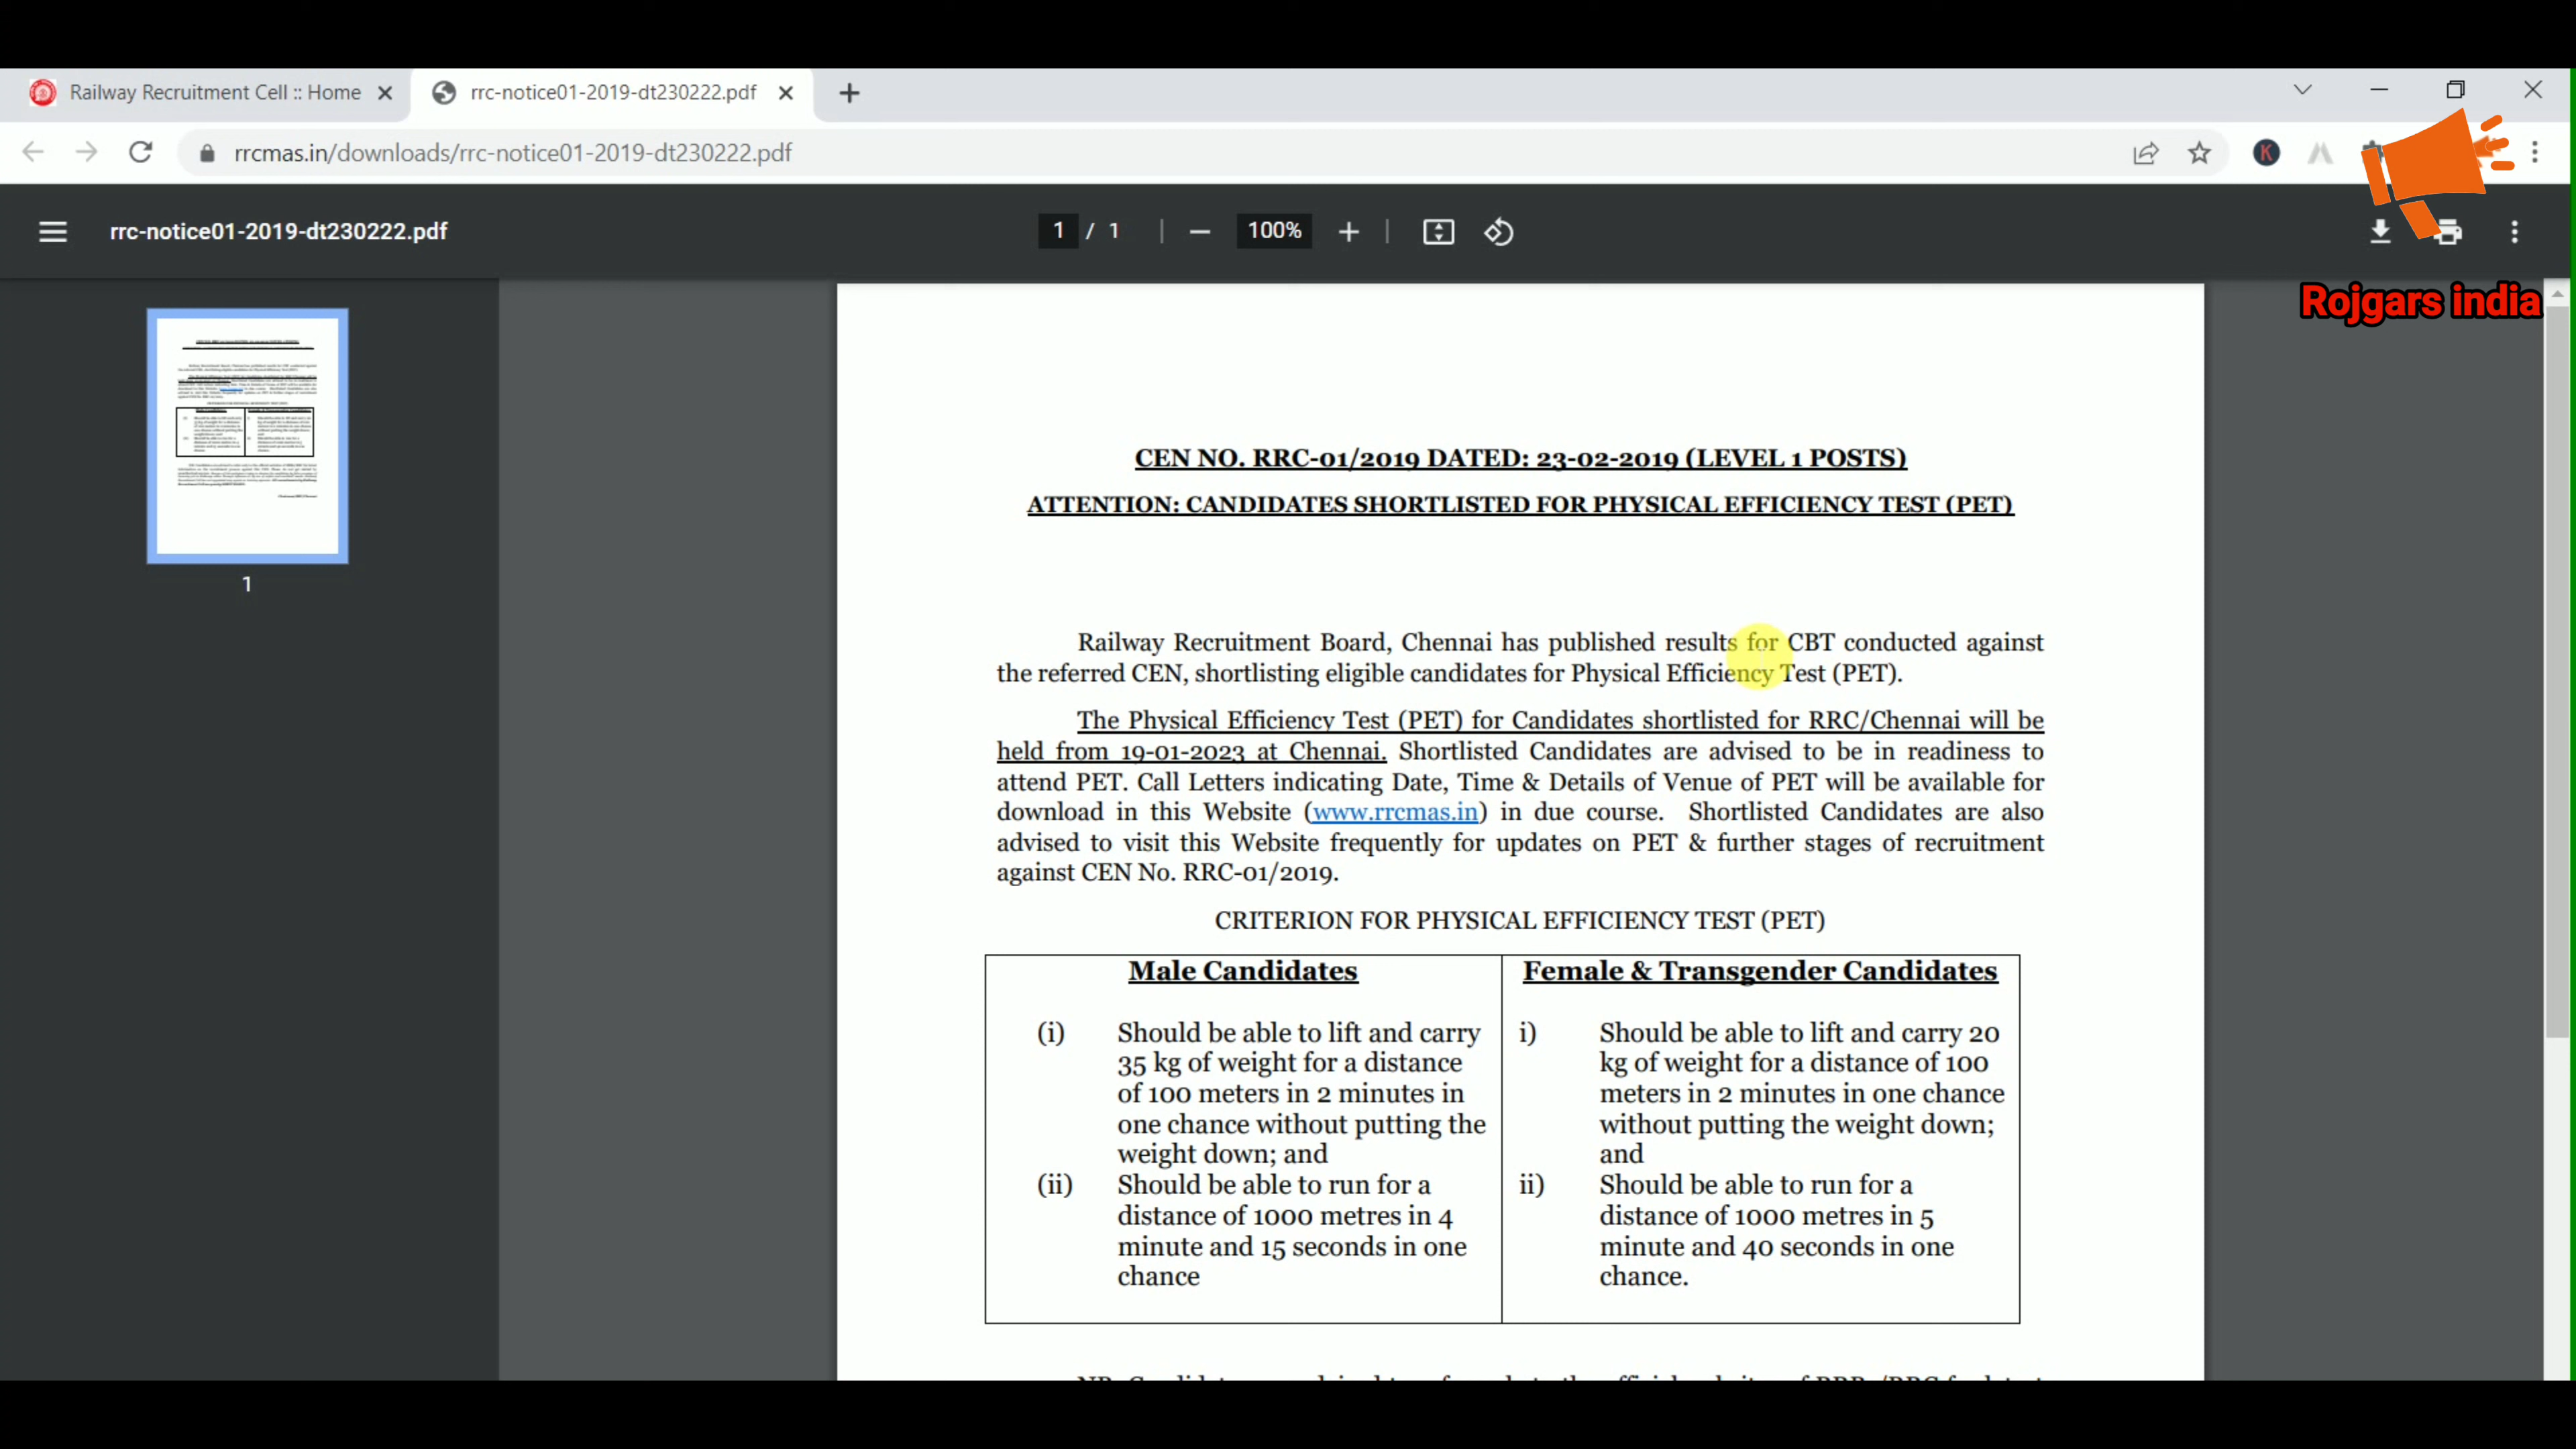 Railway Recruitment Cell :: Home
rrc-notice01-2019-dt230222.pdf
rrcmas.in/downloads/rrc-notice01-2019-dt230222.pdf
K
rrc-notice01-2019-dt230222.pdf
1 / 1
100%
Rojgars india
1
CEN NO. RRC-01/2019 DATED: 23-02-2019 (LEVEL 1 POSTS)
ATTENTION: CANDIDATES SHORTLISTED FOR PHYSICAL EFFICIENCY TEST (PET)
Railway Recruitment Board, Chennai has published results for CBT conducted against
the referred CEN, shortlisting eligible candidates for Physical Efficiency Test (PET).
The Physical Efficiency Test (PET) for Candidates shortlisted for RRC/Chennai will be
held from 19-01-2023 at Chennai. Shortlisted Candidates are advised to be in readiness to
attend PET. Call Letters indicating Date, Time & Details of Venue of PET will be available for
download in this Website (www.rrcmas.in) in due course. Shortlisted Candidates are also
advised to visit this Website frequently for updates on PET & further stages of recruitment
against CEN No. RRC-01/2019.
CRITERION FOR PHYSICAL EFFICIENCY TEST (PET)
Male Candidates
(i) Should be able to lift and carry
35 kg of weight for a distance
of 100 meters in 2 minutes in
one chance without putting the
weight down; and
(ii) Should be able to run for a
distance of 1000 metres in 4
minute and 15 seconds in one
chance
Female & Transgender Candidates
i) Should be able to lift and carry 20
kg of weight for a distance of 100
meters in 2 minutes in one chance
without putting the weight down;
and
ii) Should be able to run for a
distance of 1000 metres in 5
minute and 40 seconds in one
chance.